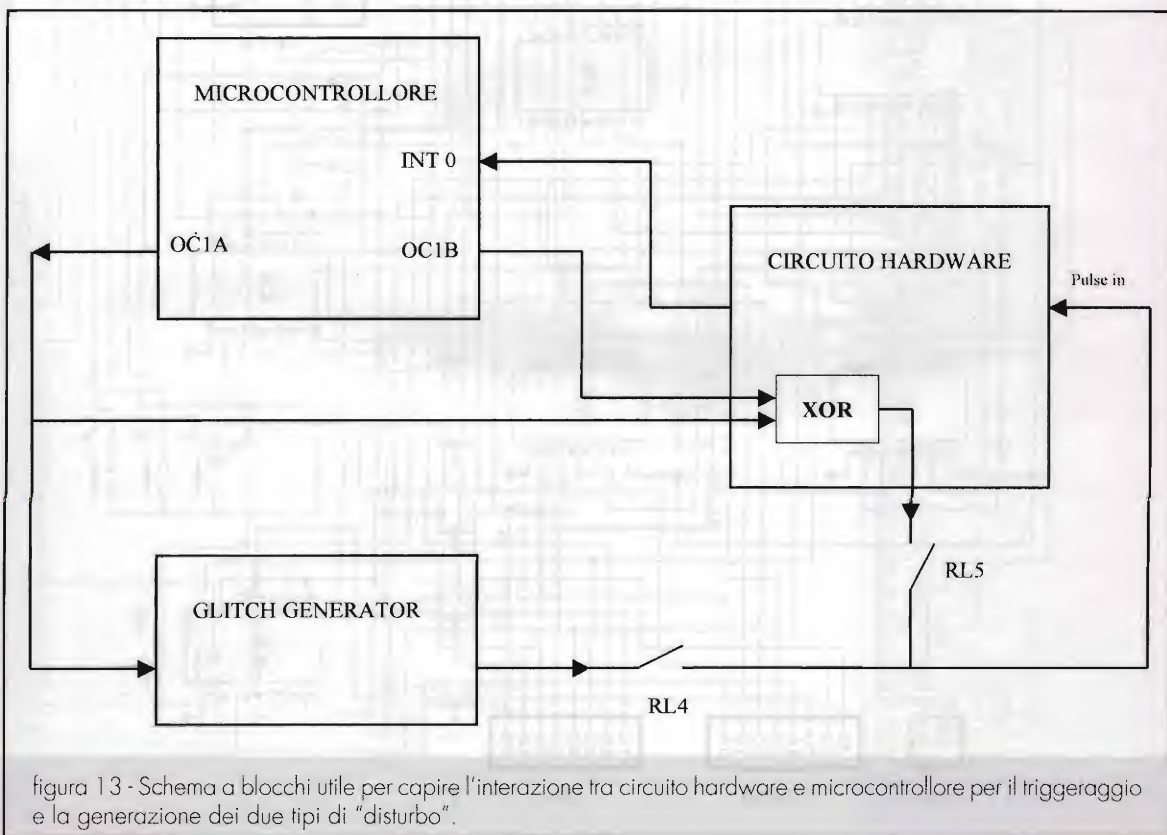 MICROCONTROLLORE
INT 0
OC1A
OC1B
CIRCUITO HARDWARE
Pulse in
XOR
RL5
GLITCH GENERATOR
RL4
figura 13 - Schema a blocchi utile per capire l'interazione tra circuito hardware e microcontrollore per il triggeraggio
e la generazione dei due tipi di "disturbo".